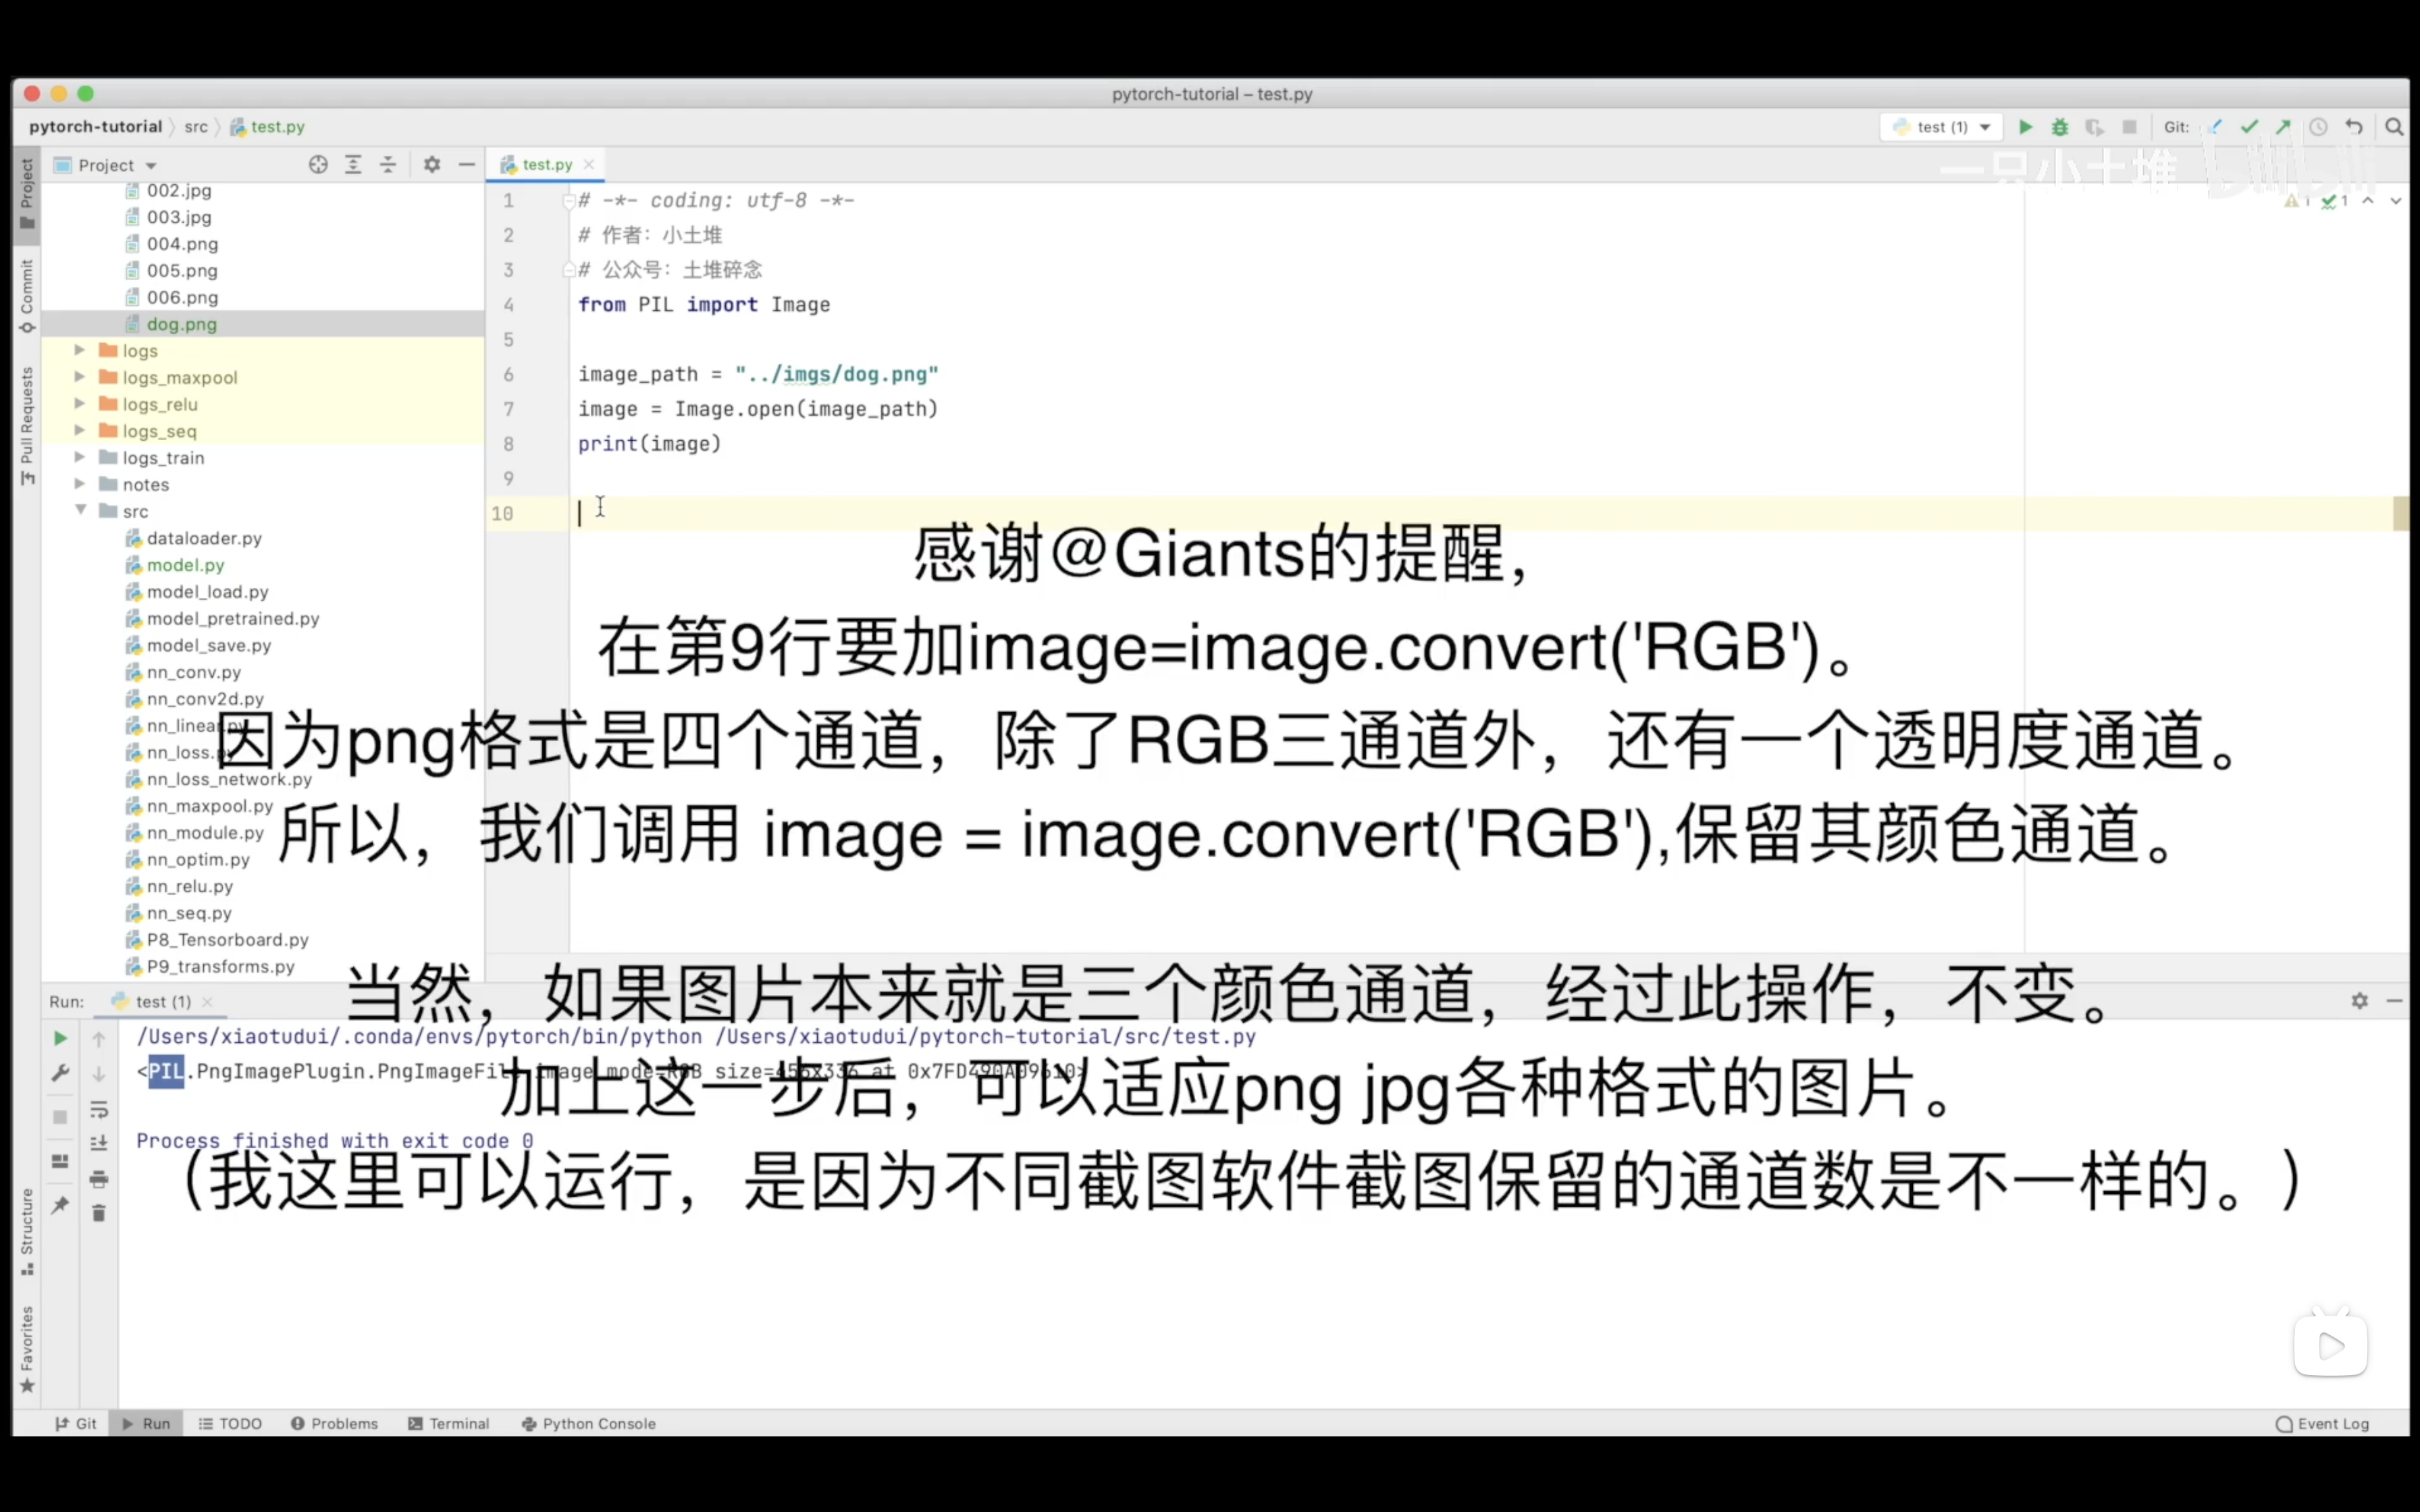 pytorch-tutorial – test.py
pytorch-tutorial src test.py
test (1) Git:
一只小土堆 bilibili
Project
Commit
Pull Requests
Structure
Favorites
Project
002.jpg
003.jpg
004.png
005.png
006.png
dog.png
logs
logs_maxpool
logs_relu
logs_seq
logs_train
notes
src
dataloader.py
model.py
model_load.py
model_pretrained.py
model_save.py
nn_conv.py
nn_conv2d.py
nn_linear.py
nn_loss.py
nn_loss_network.py
nn_maxpool.py
nn_module.py
nn_optim.py
nn_relu.py
nn_seq.py
P8_Tensorboard.py
P9_transforms.py
test.py
1 1
1 # -*- coding: utf-8 -*-
2 # 作者：小土堆
3 # 公众号：土堆碎念
4 from PIL import Image
5
6 image_path = "../imgs/dog.png"
7 image = Image.open(image_path)
8 print(image)
9
10
感谢@Giants的提醒，
在第9行要加image=image.convert('RGB')。
因为png格式是四个通道，除了RGB三通道外，还有一个透明度通道。
所以，我们调用 image = image.convert('RGB'),保留其颜色通道。
当然，如果图片本来就是三个颜色通道，经过此操作，不变。
加上这一步后，可以适应png jpg各种格式的图片。
（我这里可以运行，是因为不同截图软件截图保留的通道数是不一样的。）
Run: test (1)
/Users/xiaotudui/.conda/envs/pytorch/bin/python /Users/xiaotudui/pytorch-tutorial/src/test.py
<PIL.PngImagePlugin.PngImageFile image mode=RGB size=456x336 at 0x7FD490A09610>
Process finished with exit code 0
Git Run TODO Problems Terminal Python Console Event Log